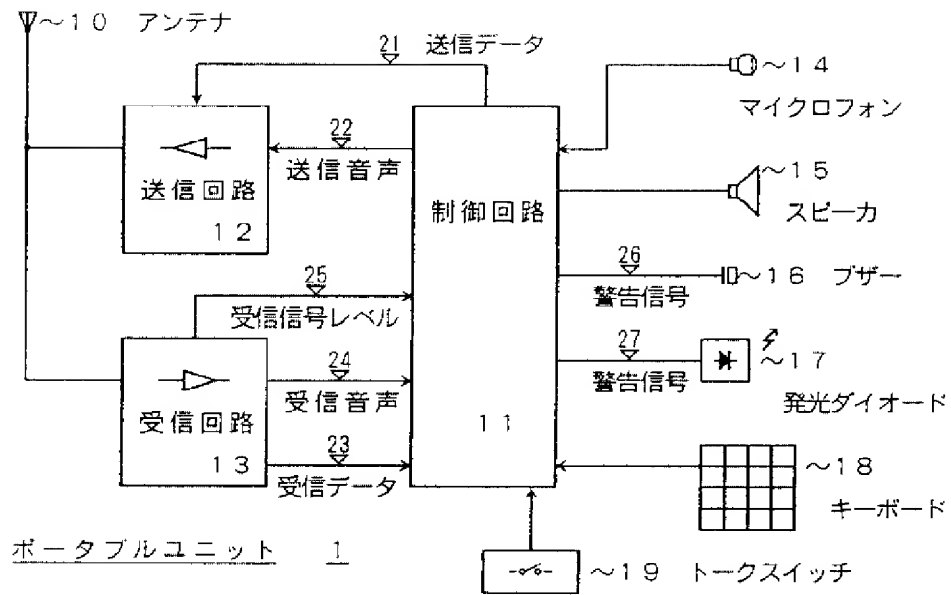 ～１０ アンテナ
21 送信データ
22
送信音声
送信回路
１２
25
受信信号レベル
24
受信音声
受信回路
１３
23
受信データ
制御回路
１１
～１４
マイクロフォン
～１５
スピーカ
26
警告信号
～１６ ブザー
27
警告信号
～１７
発光ダイオード
～１８
キーボード
～１９ トークスイッチ
ポータブルユニット １